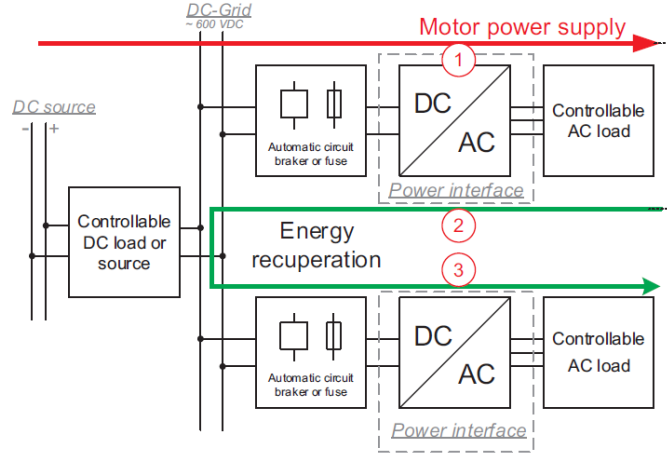 DC-Grid
~ 600 VDC
Motor power supply
1
DC source
- +
Automatic circuit
braker or fuse
DC
AC
Power interface
Controllable
AC load
Controllable
DC load or
source
2
Energy
recuperation
3
Automatic circuit
braker or fuse
DC
AC
Power interface
Controllable
AC load